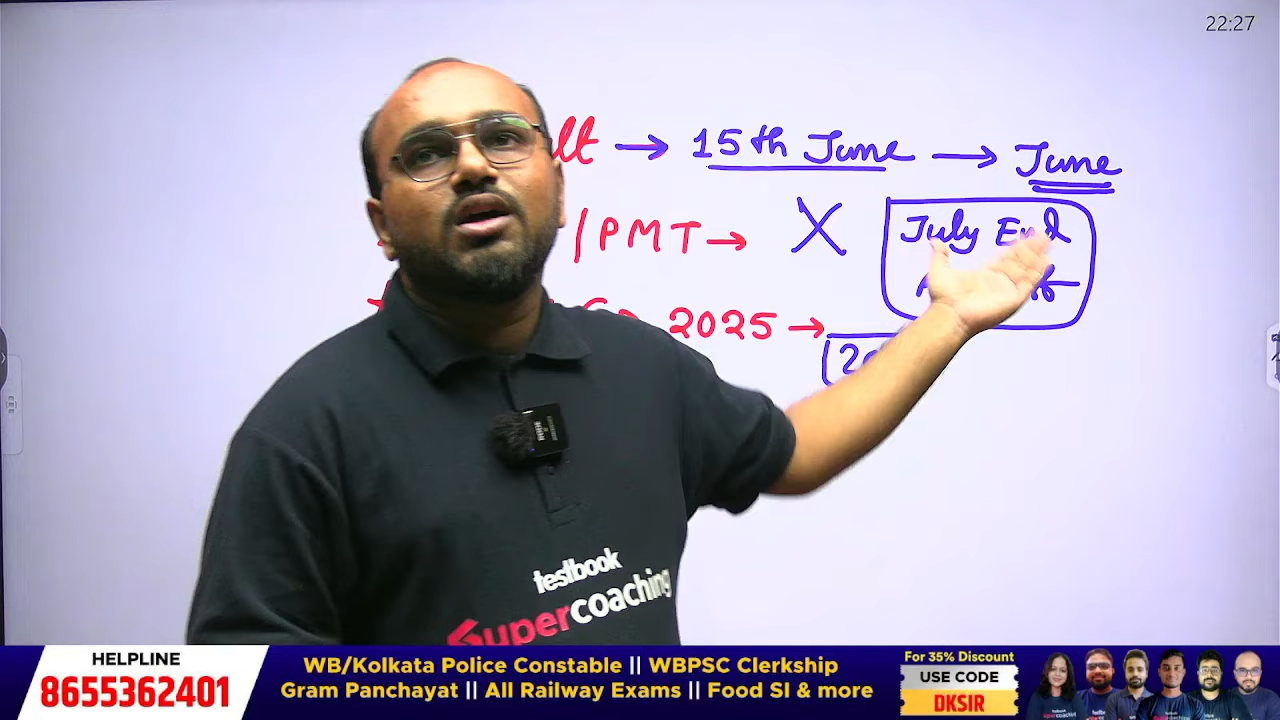 22:27
→ 15th June → June
/PMT → X July End
2025 →
testbook
Supercoaching
HELPLINE
8655362401
WB/Kolkata Police Constable || WBPSC Clerkship
Gram Panchayat || All Railway Exams || Food SI & more
For 35% Discount
USE CODE
DKSIR